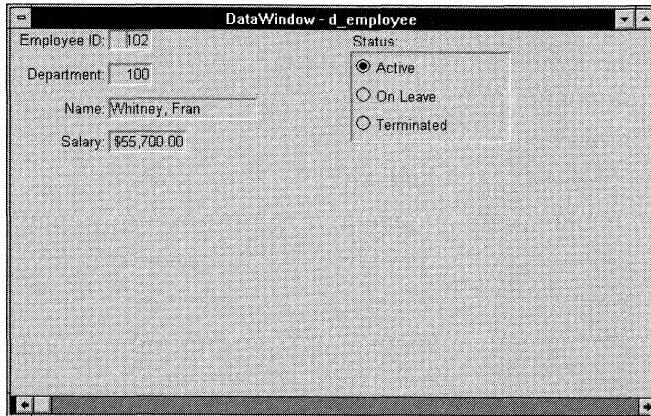 DataWindow - d_employee
Employee ID: 102
Department: 100
Name: Whitney, Fran
Salary: $55,700.00
Status:
Active
On Leave
Terminated